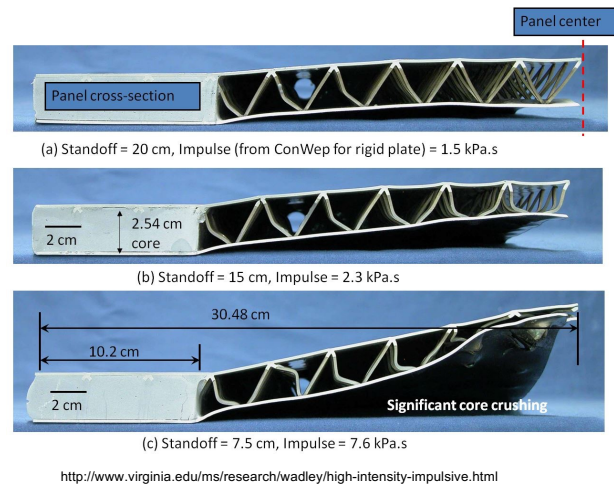 Panel center
Panel cross-section
(a) Standoff = 20 cm, Impulse (from ConWep for rigid plate) = 1.5 kPa.s
2.54 cm
core
2 cm
(b) Standoff = 15 cm, Impulse = 2.3 kPa.s
30.48 cm
10.2 cm
2 cm
Significant core crushing
(c) Standoff = 7.5 cm, Impulse = 7.6 kPa.s
http://www.virginia.edu/ms/research/wadley/high-intensity-impulsive.html